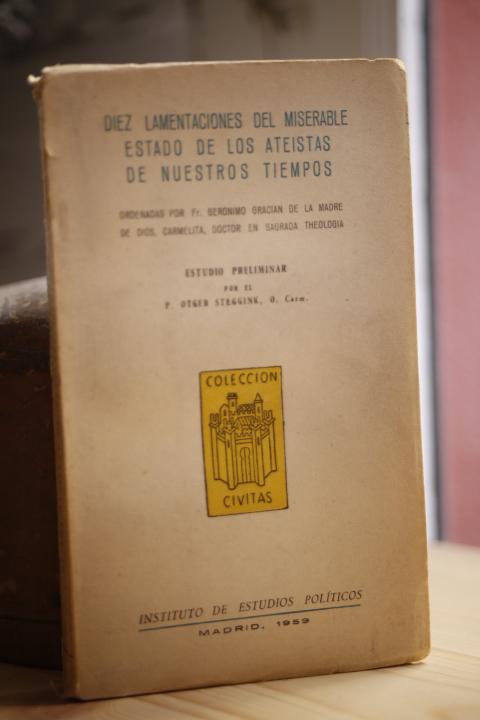 DIEZ LAMENTACIONES DEL MISERABLE
ESTADO DE LOS ATEISTAS
DE NUESTROS TIEMPOS
ORDENADAS POR Fr. GERONIMO GRACIAN DE LA MADRE
DE DIOS, CARMELITA, DOCTOR EN SAGRADA THEOLOGIA
ESTUDIO PRELIMINAR
POR EL
P. OTGER STEGGINK, O. Carm.
COLECCION
CIVITAS
INSTITUTO DE ESTUDIOS POLÍTICOS
MADRID, 1959